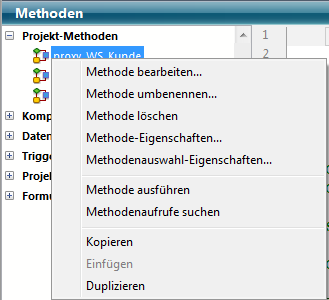 Methoden
Projekt-Methoden
1
proxy_WS_Kunde
2
Methode bearbeiten...
Methode umbenennen...
Methode löschen
Komp
Methode-Eigenschaften...
Daten
Methodenauswahl-Eigenschaften...
Trigge
Projek
Methode ausführen
Formu
Methodenaufrufe suchen
Kopieren
Einfügen
Duplizieren